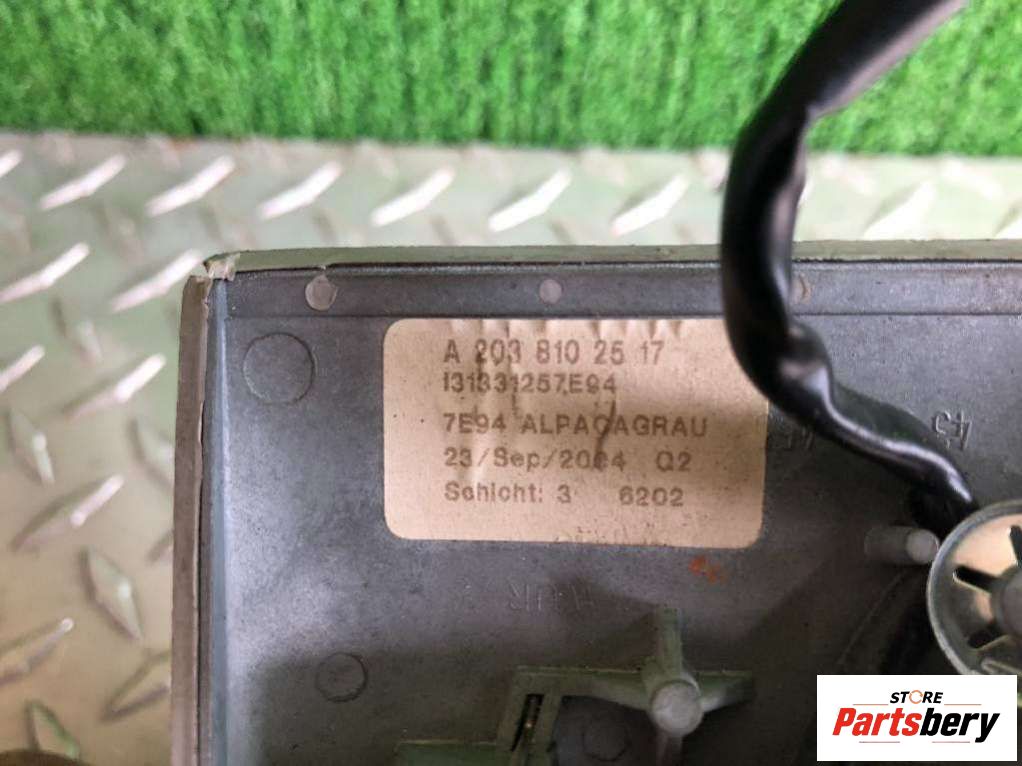 A 203 810 25 17
I31331257,E94
7E94 ALPACAGRAU
23/Sep/2004 Q2
Schicht: 3 6202
STORE
Partsbery